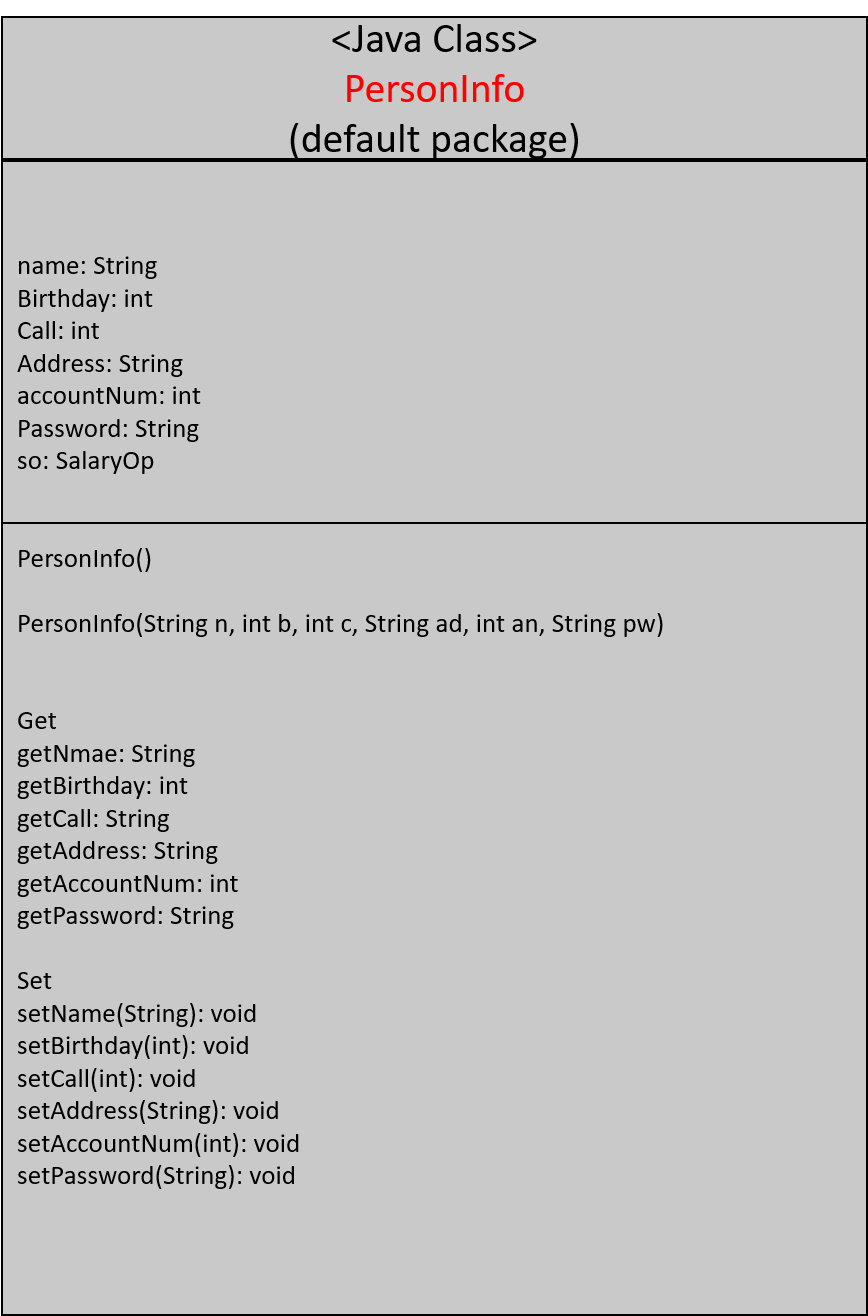 <Java Class>
PersonInfo
(default package)
name: String
Birthday: int
Call: int
Address: String
accountNum: int
Password: String
so: SalaryOp
PersonInfo()
PersonInfo(String n, int b, int c, String ad, int an, String pw)
Get
getNmae: String
getBirthday: int
getCall: String
getAddress: String
getAccountNum: int
getPassword: String
Set
setName(String): void
setBirthday(int): void
setCall(int): void
setAddress(String): void
setAccountNum(int): void
setPassword(String): void